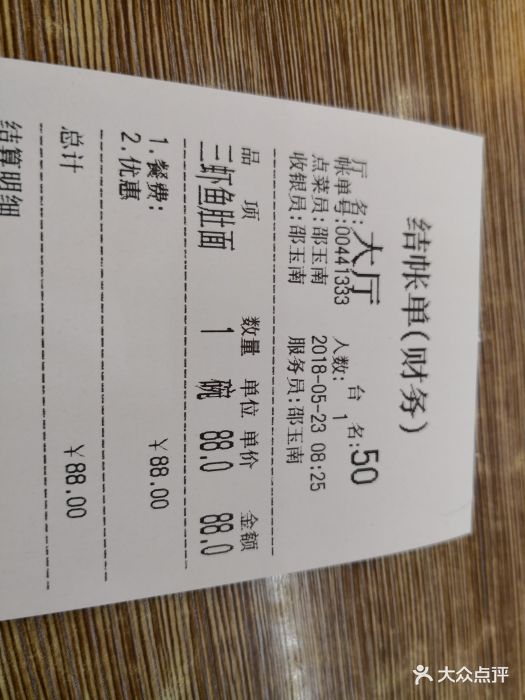 结帐单(财务)
厅 名:大厅 台 名:50
帐单号:00441333 人数: 1
点菜员:邵玉南 2018-05-23 08:25
收银员:邵玉南 服务员:邵玉南
品 项 数量 单位 单价 金额
三虾鱼肚面 1 碗 88.0 88.0
1.餐费: ￥88.00
2.优惠
总计 ￥88.00
结算明细
大众点评